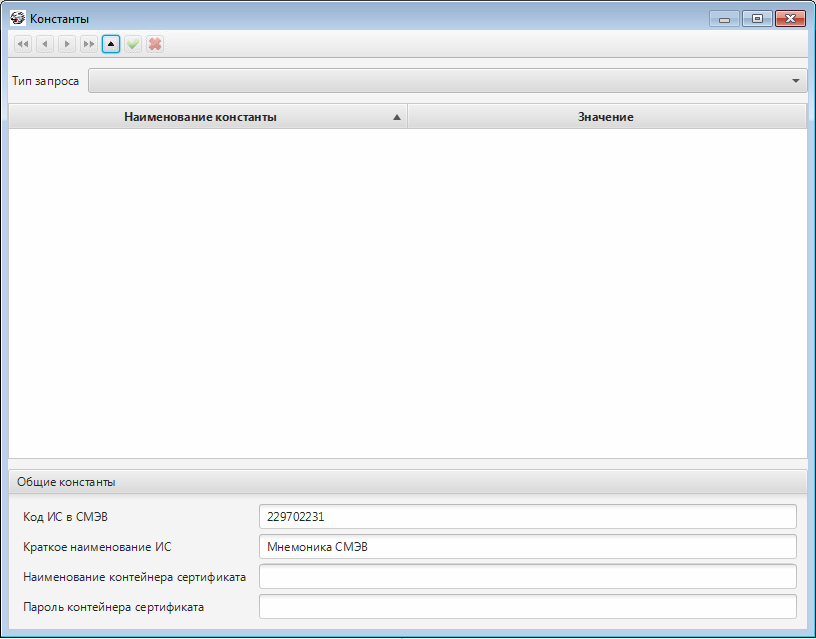 Константы
Тип запроса
Наименование константы Значение
Общие константы
Код ИС в СМЭВ 229702231
Краткое наименование ИС Мнемоника СМЭВ
Наименование контейнера сертификата
Пароль контейнера сертификата